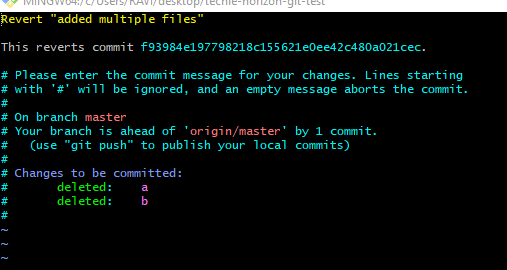 MINGW64:/c/Users/RAVI/desktop/techie-horizon-git-test
Revert "added multiple files"
This reverts commit f93984e197798218c155621e0ee42c480a021cec.
# Please enter the commit message for your changes. Lines starting
# with '#' will be ignored, and an empty message aborts the commit.
#
# On branch master
# Your branch is ahead of 'origin/master' by 1 commit.
#   (use "git push" to publish your local commits)
#
# Changes to be committed:
#       deleted:    a
#       deleted:    b
#
~
~
~